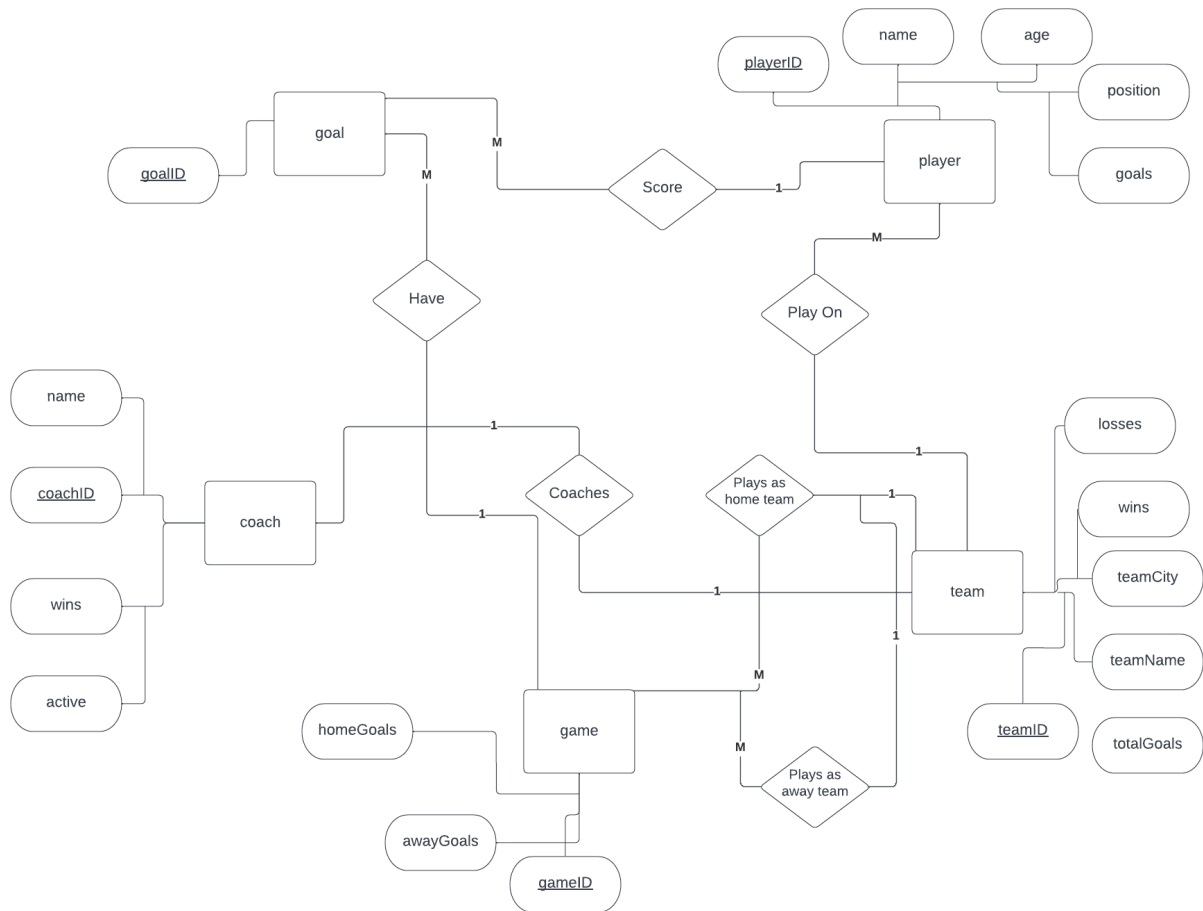 name
age
playerID
position
goal
player
M
goalID
M
goals
Score
1
M
Have
Play On
name
losses
1
1
coachID
Coaches
Plays as
home team
1
wins
coach
1
teamCity
wins
1
team
1
teamName
M
active
homeGoals
game
teamID
totalGoals
M
Plays as
away team
awayGoals
gameID